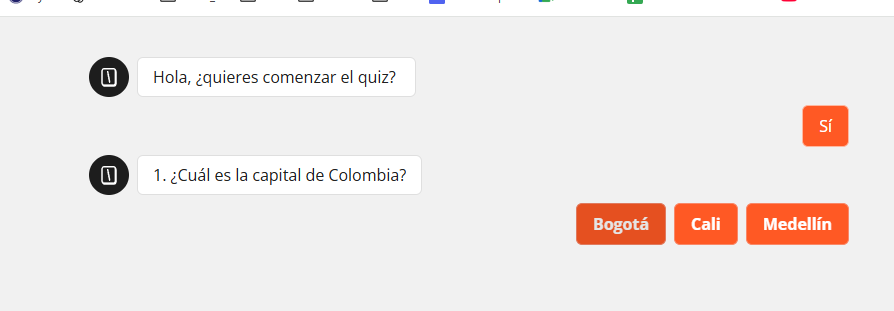 Hola, ¿quieres comenzar el quiz?
Sí
1. ¿Cuál es la capital de Colombia?
Bogotá Cali Medellín